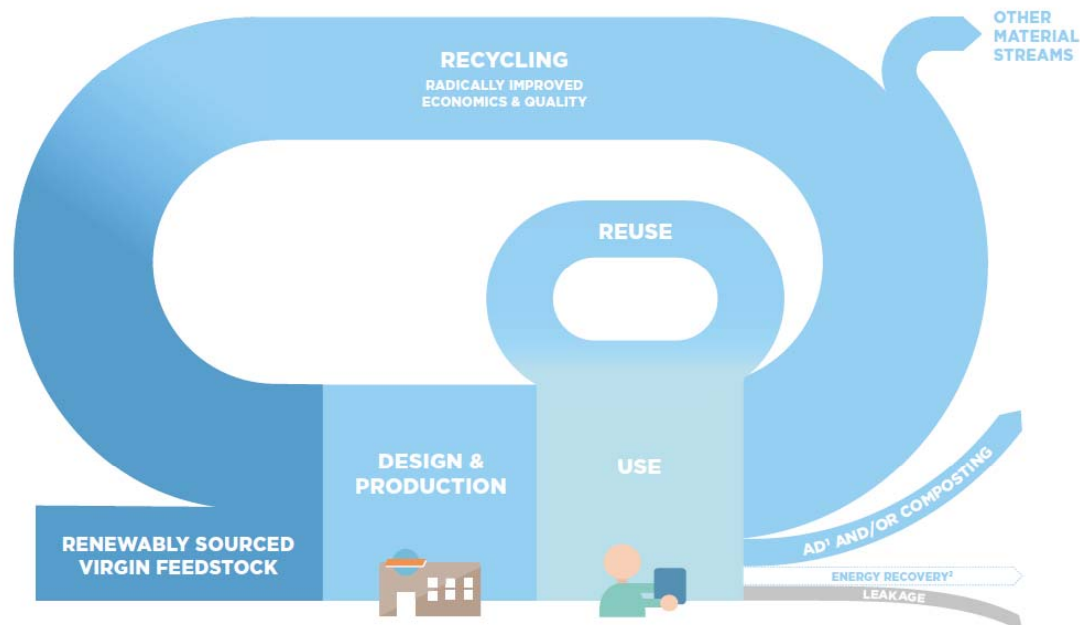 OTHER
MATERIAL
STREAMS
RECYCLING
RADICALLY IMPROVED
ECONOMICS & QUALITY
REUSE
DESIGN &
PRODUCTION
USE
RENEWABLY SOURCED
VIRGIN FEEDSTOCK
AD¹ AND/OR COMPOSTING
ENERGY RECOVERY²
LEAKAGE